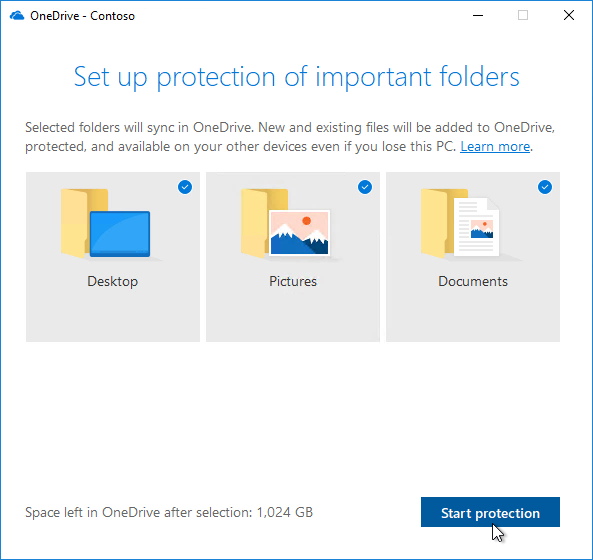 OneDrive - Contoso
Set up protection of important folders
Selected folders will sync in OneDrive. New and existing files will be added to OneDrive,
protected, and available on your other devices even if you lose this PC. Learn more.
Desktop
Pictures
Documents
Space left in OneDrive after selection: 1,024 GB
Start protection